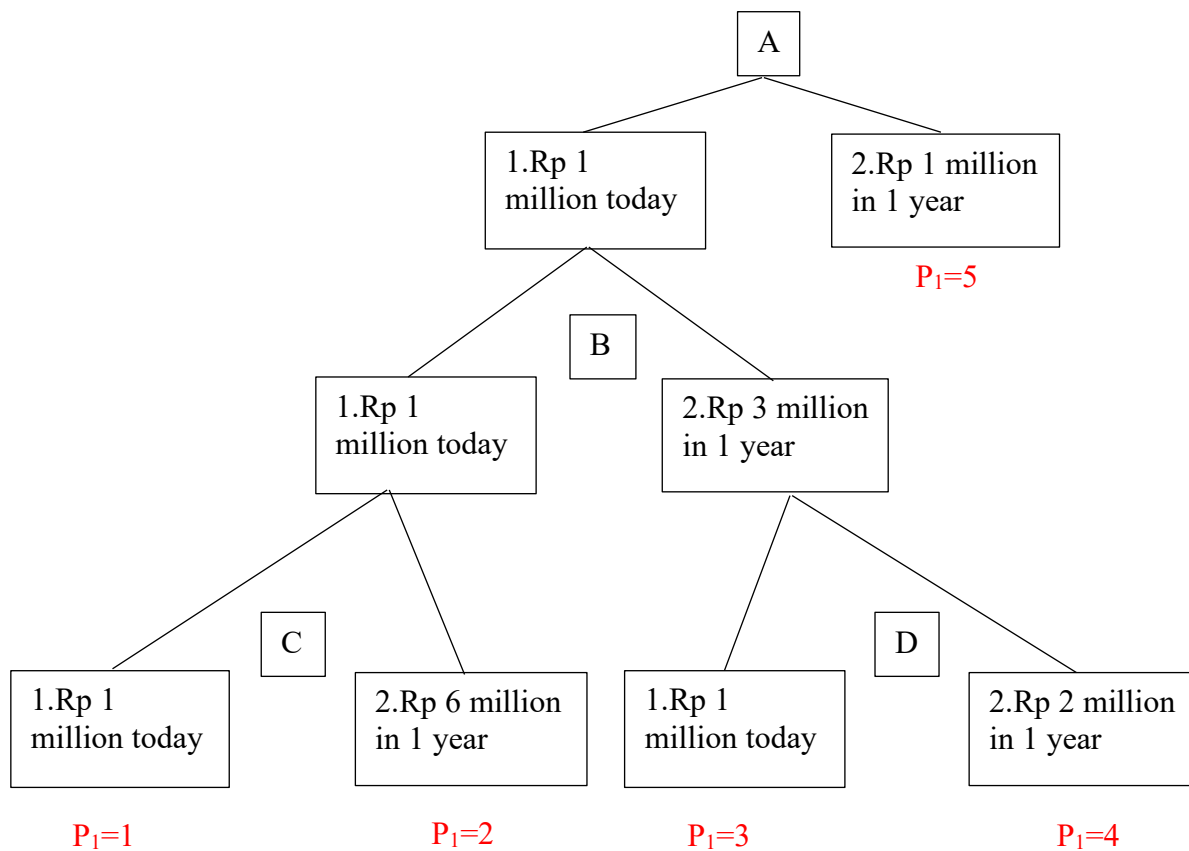 A
1.Rp 1
million today
2.Rp 1 million
in 1 year
P₁=5
B
1.Rp 1
million today
2.Rp 3 million
in 1 year
C
D
1.Rp 1
million today
2.Rp 6 million
in 1 year
1.Rp 1
million today
2.Rp 2 million
in 1 year
P₁=1
P₁=2
P₁=3
P₁=4